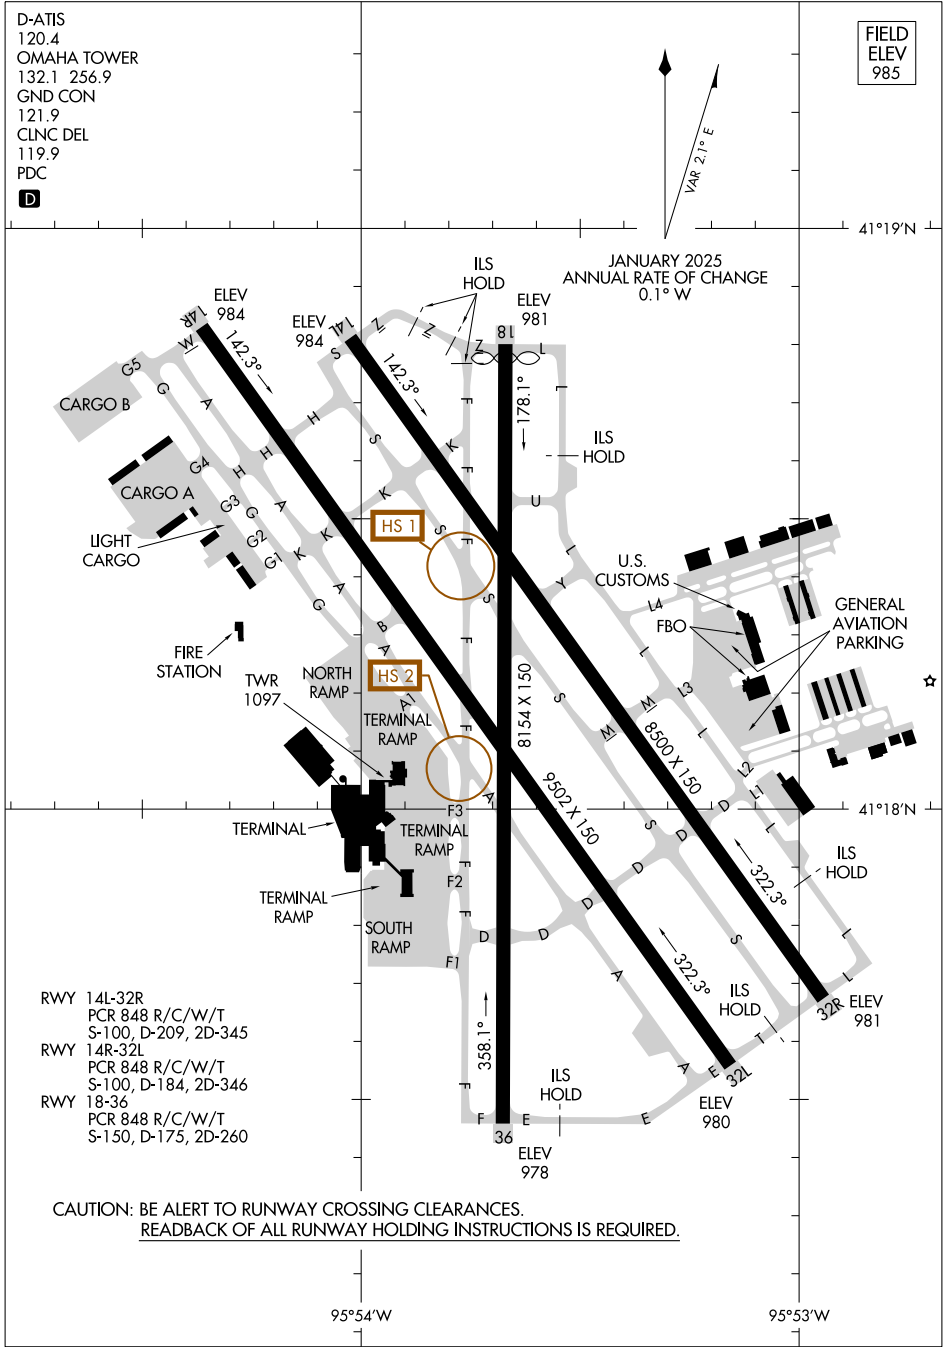 D-ATIS
120.4
OMAHA TOWER
132.1 256.9
GND CON
121.9
CLNC DEL
119.9
PDC
D
FIELD
ELEV
985
VAR 2.1° E
JANUARY 2025
ANNUAL RATE OF CHANGE
0.1° W
41°19'N
ILS
HOLD
ELEV
984
ELEV
984
ELEV
981
14R
14L
18
W
S
Z
Z
Z
L
142.3°
142.3°
178.1°
G5
G
A
H
S
K
F
F
L
CARGO B
ILS
HOLD
G4
H
H
CARGO A
G3
G
A
K
U
G2
K
K
HS 1
S
F
L
LIGHT
CARGO
G1
G
A
B
A
S
F
Y
U.S.
CUSTOMS
L4
FBO
GENERAL
AVIATION
PARKING
FIRE
STATION
TWR
1097
NORTH
RAMP
HS 2
A1
L
TERMINAL
RAMP
F
8154 X 150
S
M
M
L3
L
8500 X 150
9502 X 150
L2
L1
41°18'N
A
F3
D
L
TERMINAL
TERMINAL
RAMP
S
D
D
F
F2
TERMINAL
RAMP
F
D
D
D
SOUTH
RAMP
F1
322.3°
ILS
HOLD
S
L
L
A
322.3°
ILS
HOLD
32R
ELEV
981
RWY 14L-32R
PCR 848 R/C/W/T
S-100, D-209, 2D-345
RWY 14R-32L
PCR 848 R/C/W/T
S-100, D-184, 2D-346
RWY 18-36
PCR 848 R/C/W/T
S-150, D-175, 2D-260
358.1°
T
E
A
32L
ELEV
980
F
F
E
ILS
HOLD
E
36
ELEV
978
CAUTION: BE ALERT TO RUNWAY CROSSING CLEARANCES.
READBACK OF ALL RUNWAY HOLDING INSTRUCTIONS IS REQUIRED.
95°54'W
95°53'W